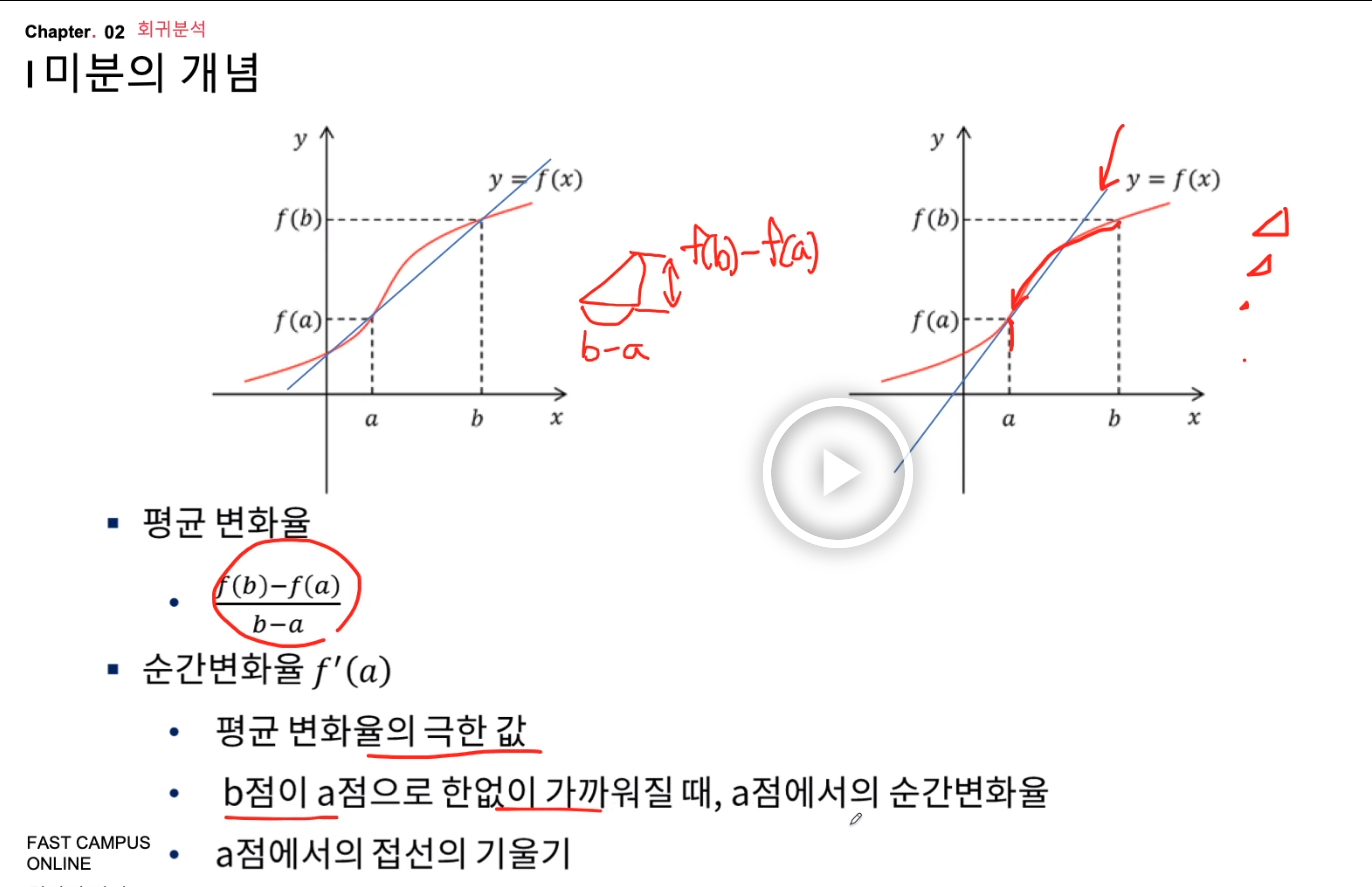 Chapter. 02 회귀분석
미분의 개념
y
y = f(x)
f(b)
f(a)
a
b
x
f(b)-f(a)
b-a
y
y = f(x)
f(b)
f(a)
a
b
x
평균 변화율
f(b)−f(a)
b−a
순간변화율 f′(a)
평균 변화율의 극한 값
b점이 a점으로 한없이 가까워질 때, a점에서의 순간변화율
a점에서의 접선의 기울기
FAST CAMPUS
ONLINE